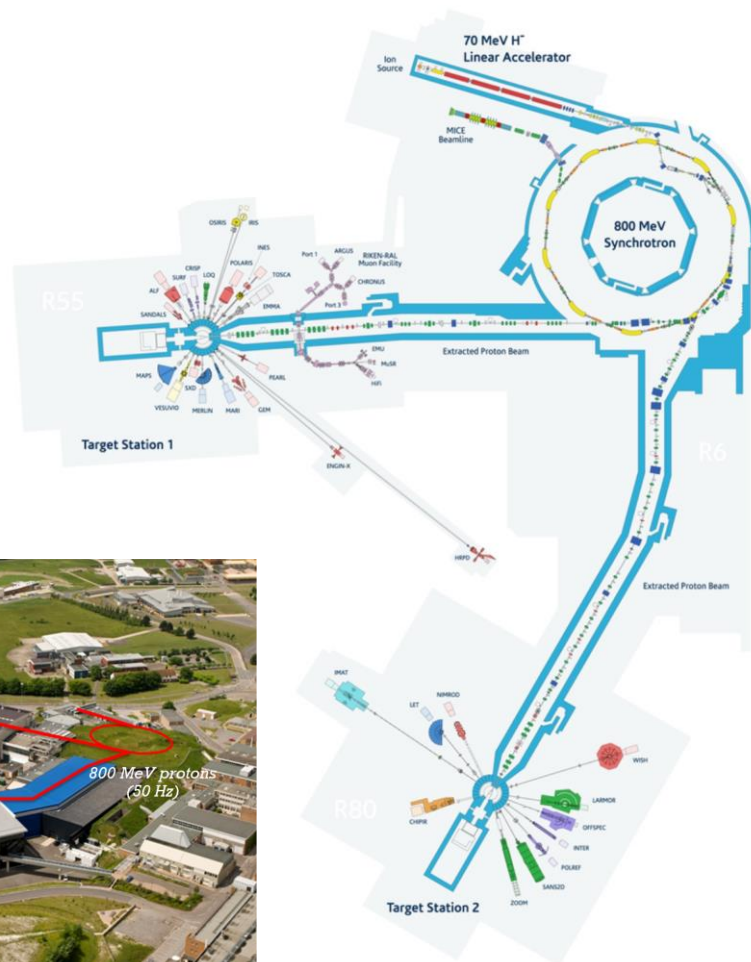 70 MeV H⁻
Linear Accelerator
Ion
Source
MICE
Beamline
800 MeV
Synchrotron
OSIRIS
IRIS
INES
POLARIS
TOSCA
CRISP
SURF
LOQ
ALF
EMMA
SANDALS
Port 1
ARGUS
RIKEN-RAL
Muon Facility
CHRONUS
Port 3
R55
Extracted Proton Beam
EMU
MuSR
HiFi
MAPS
VESUVIO
SXD
MERLIN
MARI
GEM
PEARL
Target Station 1
ENGIN-X
HRPD
R6
Extracted Proton Beam
IMAT
LET
NIMROD
WISH
LARMOR
OFFSPEC
INTER
POLREF
SANS2D
ZOOM
CHIPIR
R80
Target Station 2
800 MeV protons
(50 Hz)